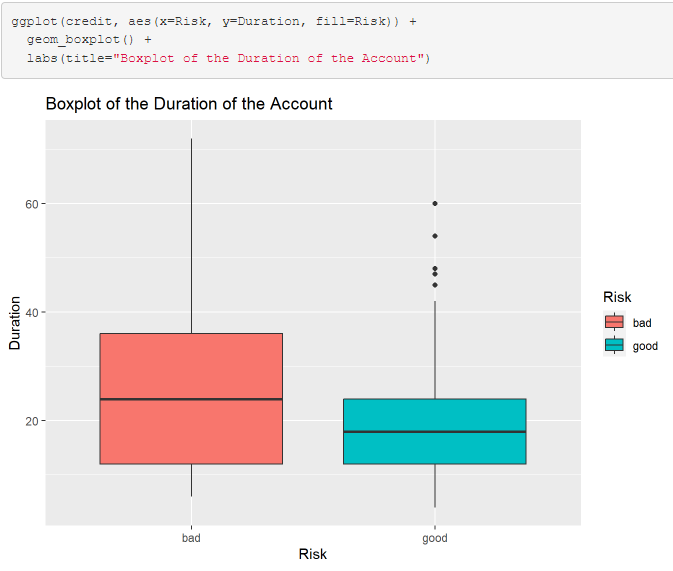 ggplot(credit, aes(x=Risk, y=Duration, fill=Risk)) +
  geom_boxplot() +
  labs(title="Boxplot of the Duration of the Account")
Boxplot of the Duration of the Account
60
40
20
Duration
bad
good
Risk
Risk
bad
good